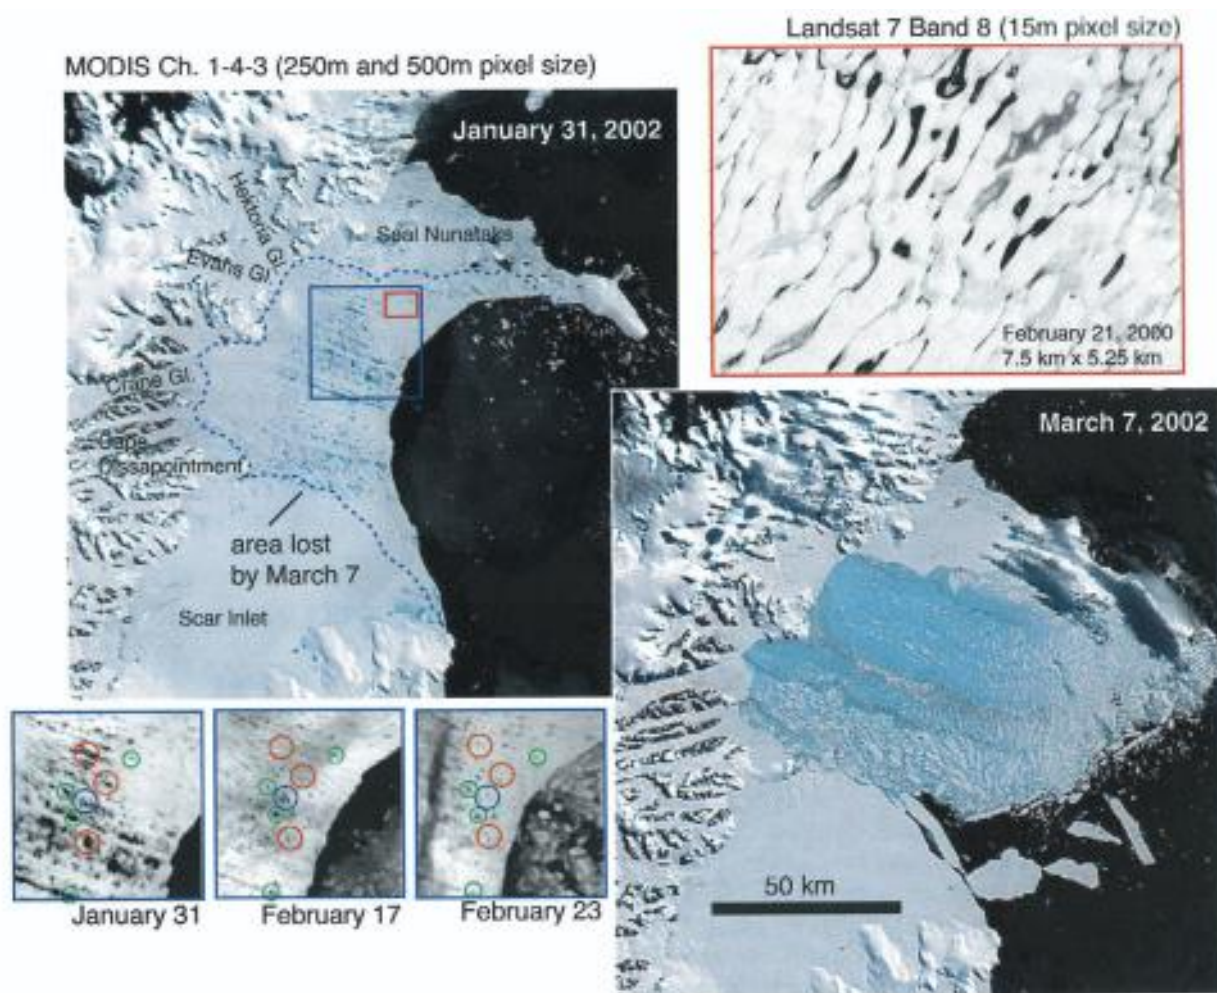 Landsat 7 Band 8 (15m pixel size)
MODIS Ch. 1-4-3 (250m and 500m pixel size)
January 31, 2002
Hektoria Gl.
Seal Nunataks
Evans Gl.
February 21, 2000
7.5 km x 5.25 km
Crane Gl.
Cape
Dissapointment
March 7, 2002
area lost
by March 7
Scar Inlet
50 km
January 31
February 17
February 23